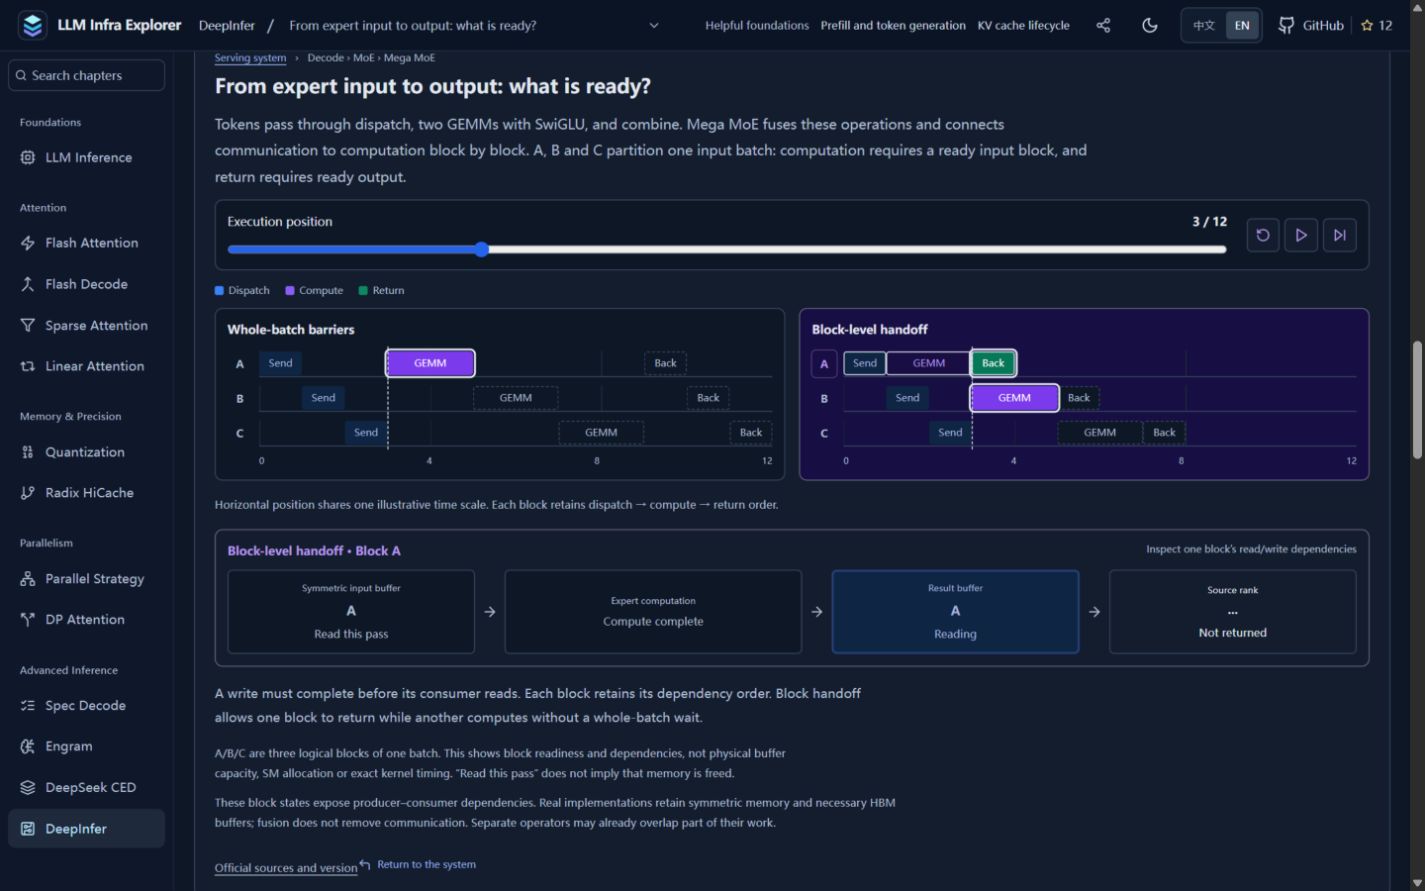 LLM Infra Explorer
DeepInfer / From expert input to output: what is ready?
Helpful foundations Prefill and token generation KV cache lifecycle
中文 EN
GitHub
12
Search chapters
Foundations
LLM Inference
Attention
Flash Attention
Flash Decode
Sparse Attention
Linear Attention
Memory & Precision
Quantization
Radix HiCache
Parallelism
Parallel Strategy
DP Attention
Advanced Inference
Spec Decode
Engram
DeepSeek CED
DeepInfer
Serving system › Decode › MoE › Mega MoE
From expert input to output: what is ready?
Tokens pass through dispatch, two GEMMs with SwiGLU, and combine. Mega MoE fuses these operations and connects
communication to computation block by block. A, B and C partition one input batch: computation requires a ready input block, and
return requires ready output.
Execution position
3 / 12
Dispatch Compute Return
Whole-batch barriers
A Send GEMM Back
B Send GEMM Back
C Send GEMM Back
0 4 8 12
Block-level handoff
A Send GEMM Back
B Send GEMM Back
C Send GEMM Back
0 4 8 12
Horizontal position shares one illustrative time scale. Each block retains dispatch → compute → return order.
Block-level handoff • Block A
Inspect one block's read/write dependencies
Symmetric input buffer
A
Read this pass
→
Expert computation
Compute complete
→
Result buffer
A
Reading
→
Source rank
...
Not returned
A write must complete before its consumer reads. Each block retains its dependency order. Block handoff
allows one block to return while another computes without a whole-batch wait.
A/B/C are three logical blocks of one batch. This shows block readiness and dependencies, not physical buffer
capacity, SM allocation or exact kernel timing. "Read this pass" does not imply that memory is freed.
These block states expose producer–consumer dependencies. Real implementations retain symmetric memory and necessary HBM
buffers; fusion does not remove communication. Separate operators may already overlap part of their work.
Official sources and version Return to the system